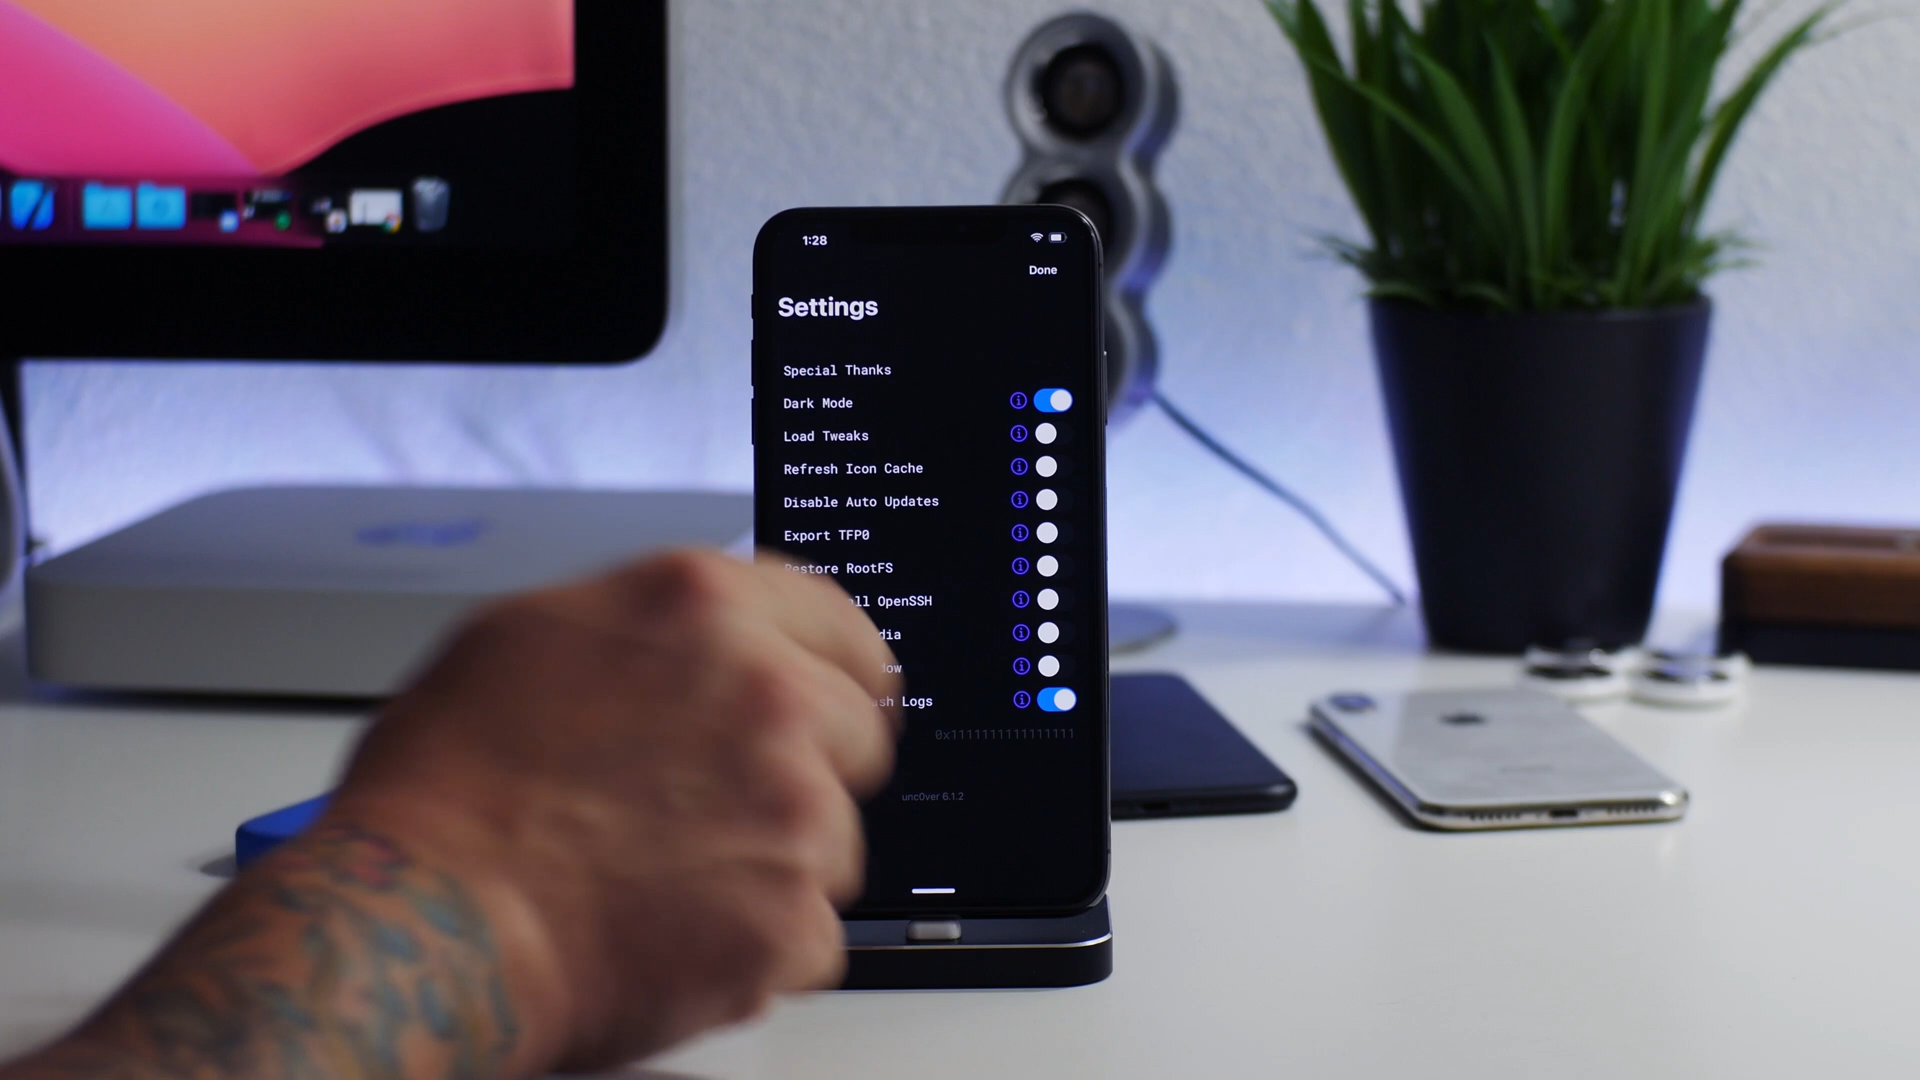 1:28
Done
Settings
Special Thanks
Dark Mode
Load Tweaks
Refresh Icon Cache
Disable Auto Updates
Export TFP0
estore RootFS
ll OpenSSH
dia
ow
sh Logs
0x1111111111111111
unc0ver 6.1.2